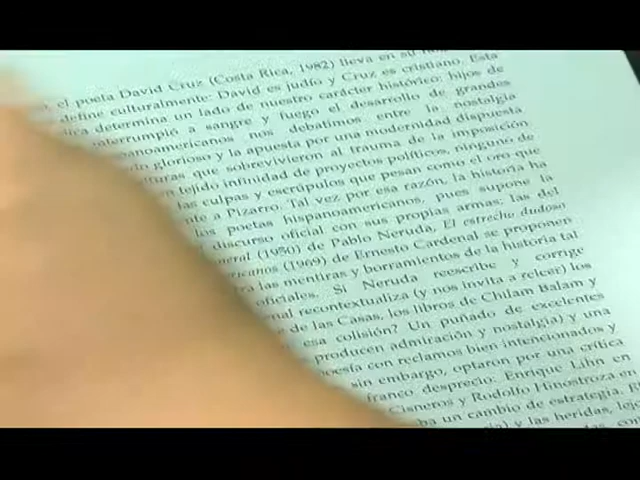 el poeta David Cruz (Costa Rica, 1982) lleva en su
define culturalmente: David es judío y Cruz es cristiano. Esta
determina un lado de nuestro carácter histórico: hijos de
interrumpió a sangre y fuego el desarrollo de grandes
nos debatimos entre la nostalgia
glorioso y la apuesta por una modernidad dispuesta
que sobrevivieron al trauma de la imposición
tejido infinidad de proyectos políticos, ninguno de
las culpas y escrúpulos que pesan como el oro que
a Pizarro. Tal vez por esa razón, la historia ha
los poetas hispanoamericanos, pues supone la
discurso oficial con sus propias armas: las del
(1950) de Pablo Neruda, El estrecho dudoso
(1969) de Ernesto Cardenal se proponen
las mentiras y borramientos de la historia tal
oficiales. Si Neruda reescribe y corrige
recontextualiza (y nos invita a releer) los
de las Casas, los libros de Chilam Balam y
esa colisión? Un puñado de excelentes
producen admiración y nostalgia) y una
con reclamos bien intencionados y
sin embargo, optaron por una crítica
franco desprecio. Enrique Lihn en
Cisneros y Rodolfo Hinostroza en
un cambio de estrategia.
y las heridas,